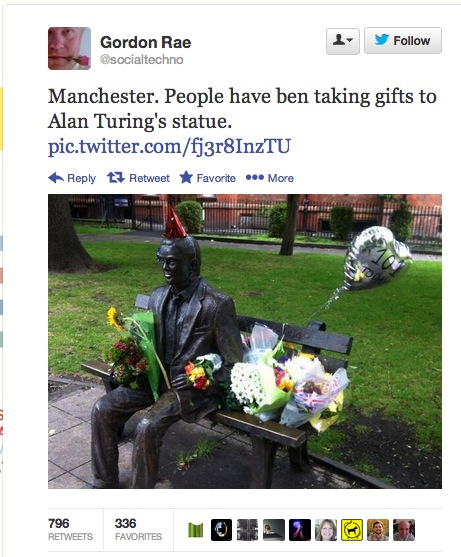 Gordon Rae
@socialtechno
Follow
Manchester. People have ben taking gifts to
Alan Turing's statue.
pic.twitter.com/fj3r8InzTU
Reply Retweet Favorite More
796 336
RETWEETS FAVORITES